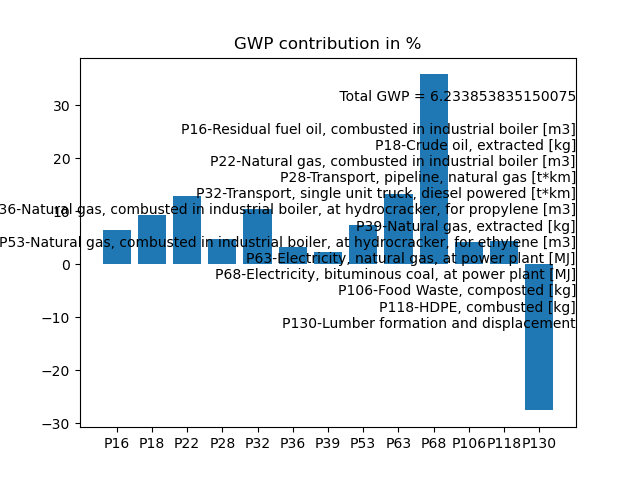 GWP contribution in %
Total GWP = 6.233853835150075
P16-Residual fuel oil, combusted in industrial boiler [m3]
P18-Crude oil, extracted [kg]
P22-Natural gas, combusted in industrial boiler [m3]
P28-Transport, pipeline, natural gas [t*km]
P32-Transport, single unit truck, diesel powered [t*km]
36-Natural gas, combusted in industrial boiler, at hydrocracker, for propylene [m3]
P39-Natural gas, extracted [kg]
P53-Natural gas, combusted in industrial boiler, at hydrocracker, for ethylene [m3]
P63-Electricity, natural gas, at power plant [MJ]
P68-Electricity, bituminous coal, at power plant [MJ]
P106-Food Waste, composted [kg]
P118-HDPE, combusted [kg]
P130-Lumber formation and displacement
30
20
10
0
−10
−20
−30
P16 P18 P22 P28 P32 P36 P39 P53 P63 P68 P106 P118 P130